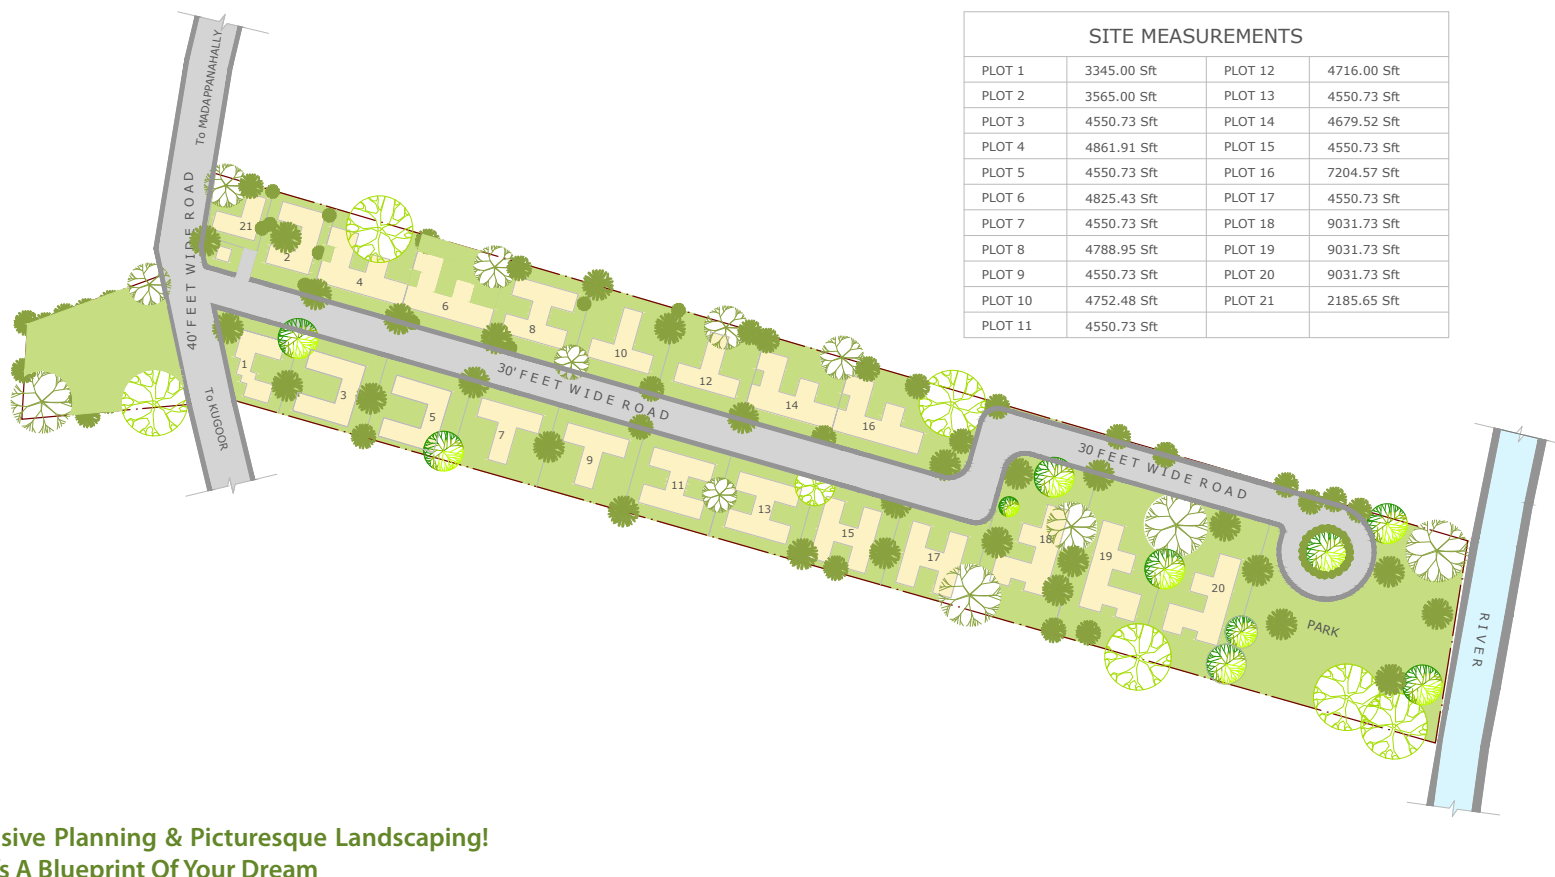 SITE MEASUREMENTS
PLOT 1 3345.00 Sft PLOT 12 4716.00 Sft
PLOT 2 3565.00 Sft PLOT 13 4550.73 Sft
PLOT 3 4550.73 Sft PLOT 14 4679.52 Sft
PLOT 4 4861.91 Sft PLOT 15 4550.73 Sft
PLOT 5 4550.73 Sft PLOT 16 7204.57 Sft
PLOT 6 4825.43 Sft PLOT 17 4550.73 Sft
PLOT 7 4550.73 Sft PLOT 18 9031.73 Sft
PLOT 8 4788.95 Sft PLOT 19 9031.73 Sft
PLOT 9 4550.73 Sft PLOT 20 9031.73 Sft
PLOT 10 4752.48 Sft PLOT 21 2185.65 Sft
PLOT 11 4550.73 Sft
To MADAPPANAHALLY
40' FEET WIDE ROAD
To KUGOOR
21
2
4
6
8
10
12
14
16
30' FEET WIDE ROAD
30 FEET WIDE ROAD
1
3
5
7
9
11
13
15
17
18
19
20
PARK
RIVER
sive Planning & Picturesque Landscaping!
s A Blueprint Of Your Dream